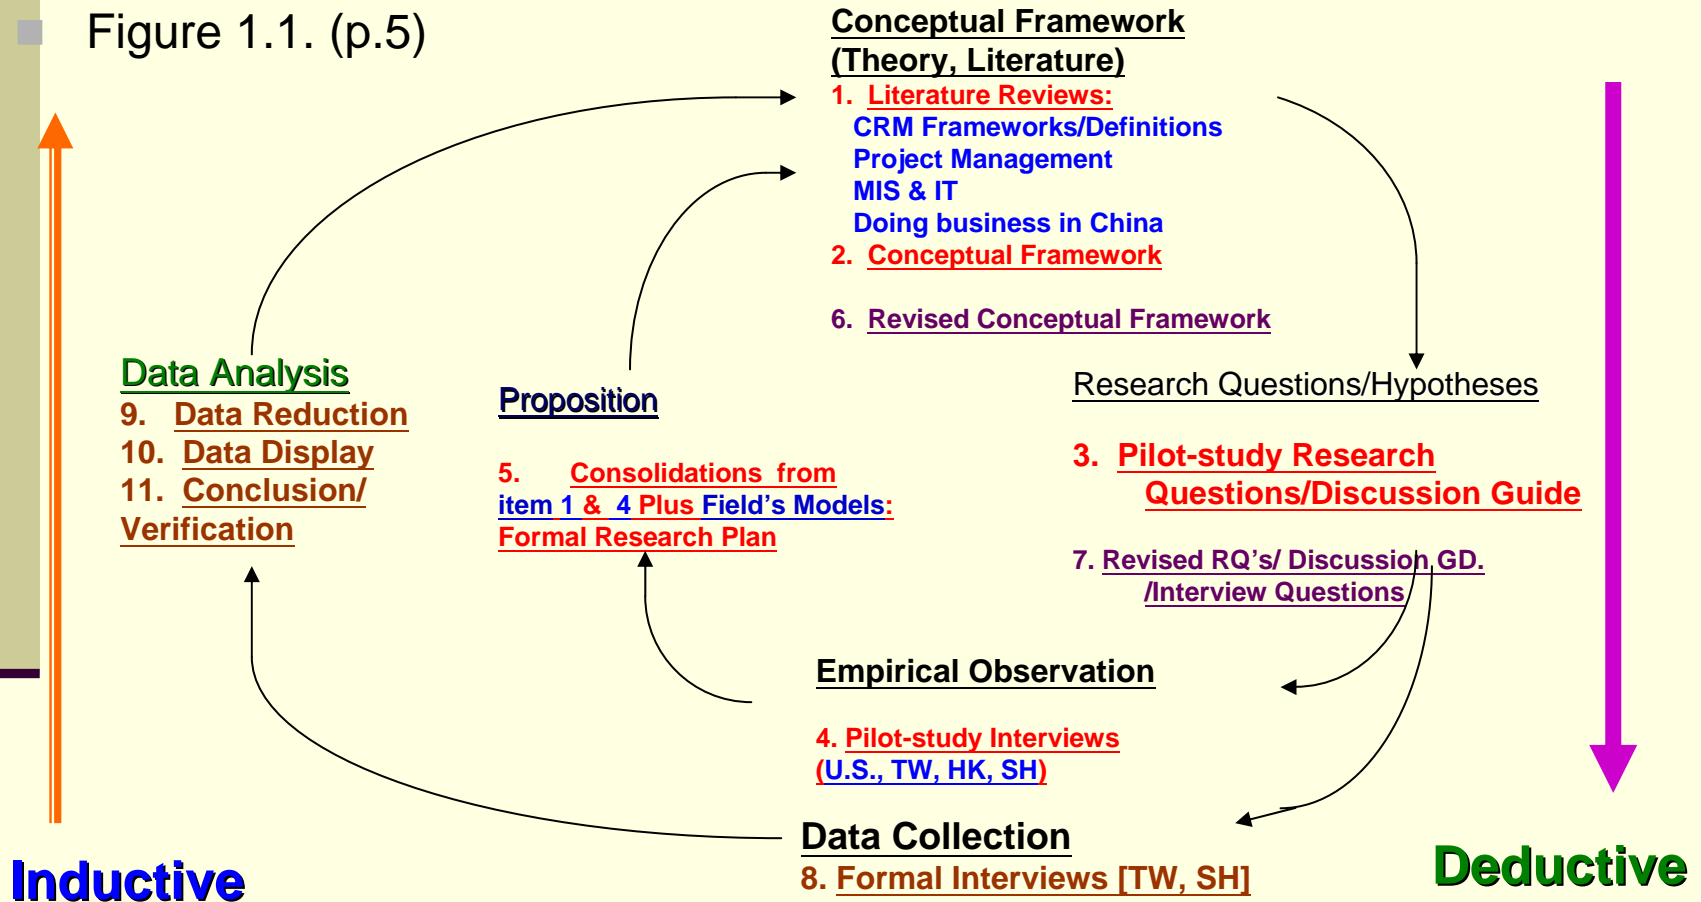 Figure 1.1. (p.5)
Conceptual Framework
(Theory, Literature)
1. Literature Reviews:
CRM Frameworks/Definitions
Project Management
MIS & IT
Doing business in China
2. Conceptual Framework
6. Revised Conceptual Framework
Data Analysis
9. Data Reduction
10. Data Display
11. Conclusion/
Verification
Proposition
5. Consolidations from
item 1 & 4 Plus Field's Models:
Formal Research Plan
Research Questions/Hypotheses
3. Pilot-study Research
Questions/Discussion Guide
7. Revised RQ's/ Discussion GD.
/Interview Questions
Empirical Observation
4. Pilot-study Interviews
(U.S., TW, HK, SH)
Data Collection
8. Formal Interviews [TW, SH]
Inductive
Deductive